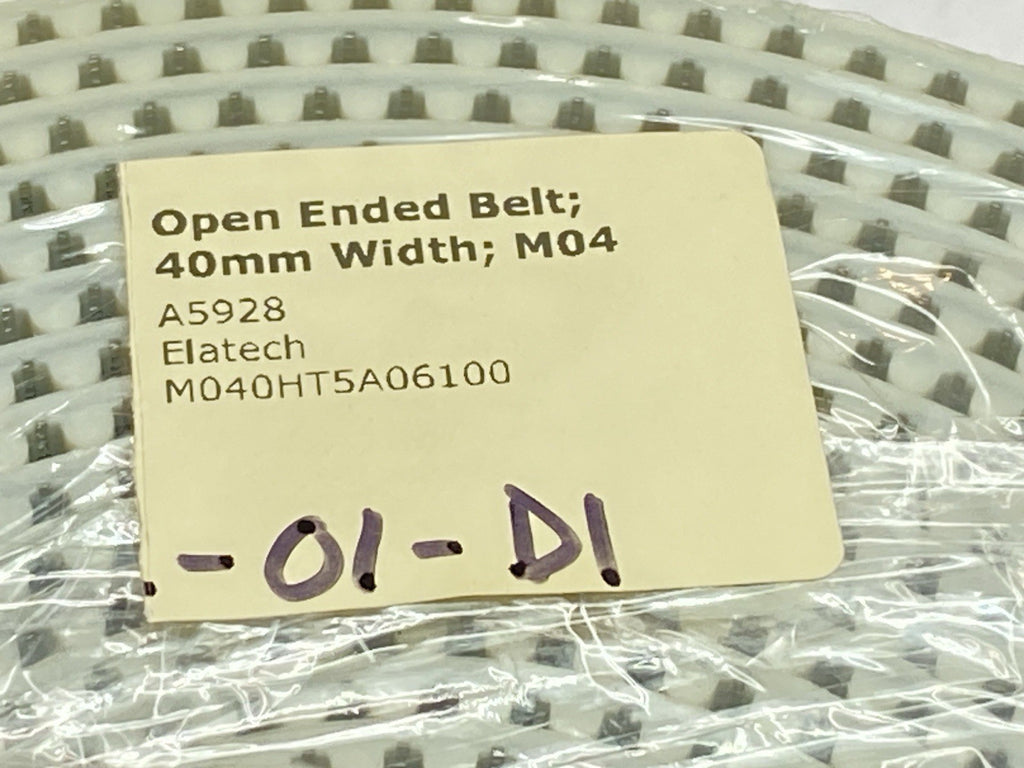 Open Ended Belt;
40mm Width; M04
A5928
Elatech
M040HT5A06100
-01-D1